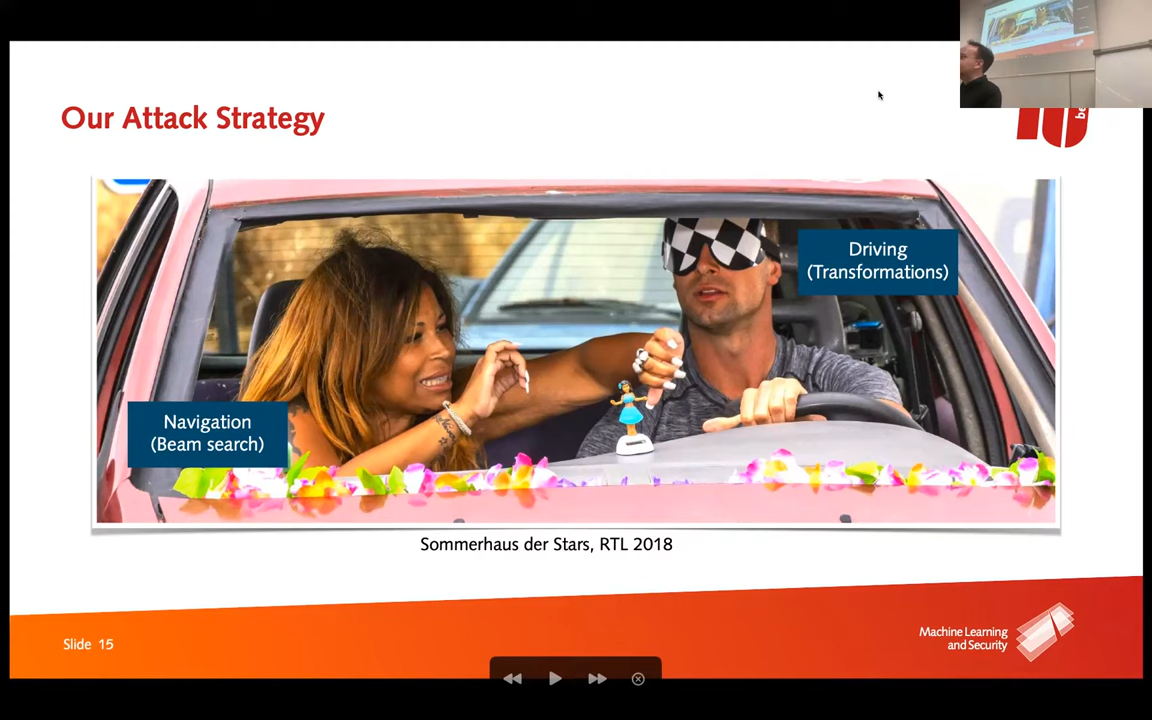 Our Attack Strategy
Driving
(Transformations)
Navigation
(Beam search)
Sommerhaus der Stars, RTL 2018
Slide 15
Machine Learning
and Security